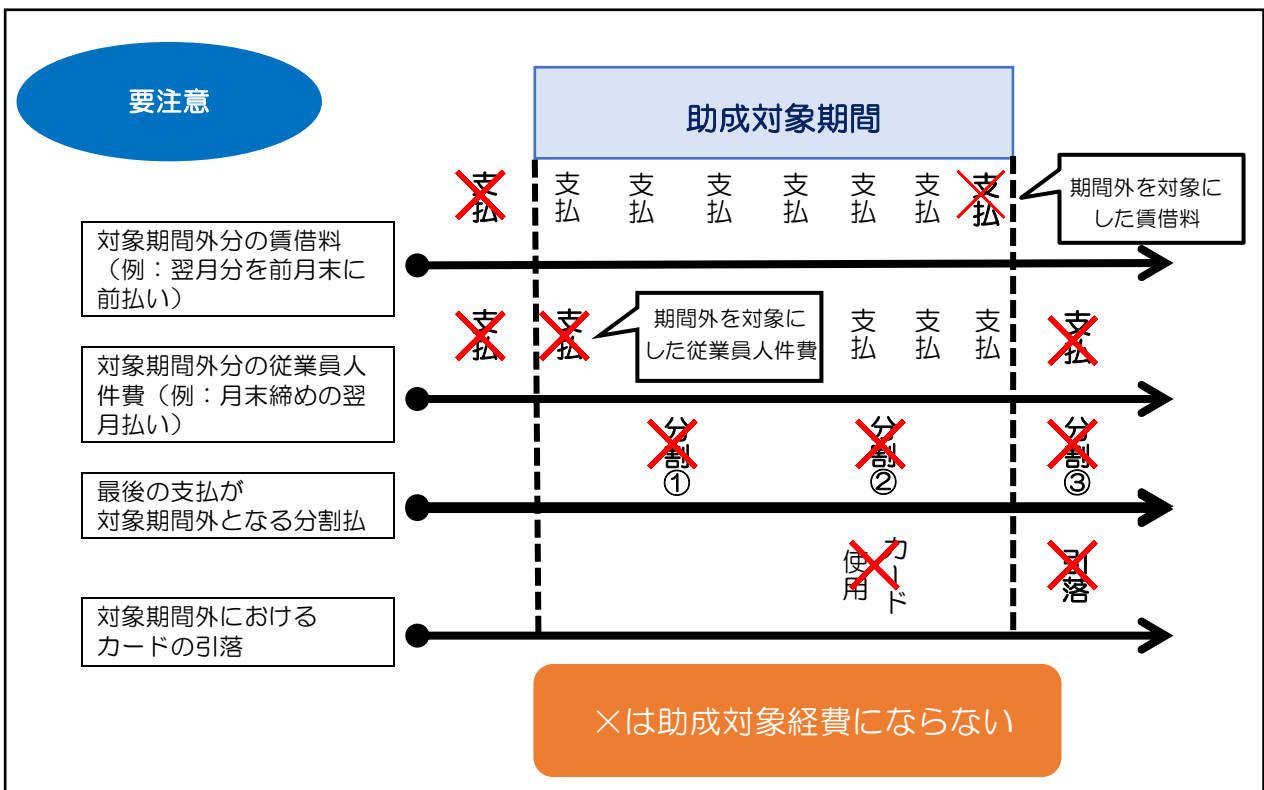 要注意
助成対象期間
支払 支払 支払 支払 支払 支払 支払 支払
期間外を対象に
した賃借料
対象期間外分の賃借料
（例：翌月分を前月末に
前払い）
支払 支払
期間外を対象に
した従業員人件費
支払 支払 支払 支払
対象期間外分の従業員人
件費（例：月末締めの翌
月払い）
分割① 分割② 分割③
最後の支払が
対象期間外となる分割払
カード
使用
引落
対象期間外における
カードの引落
×は助成対象経費にならない